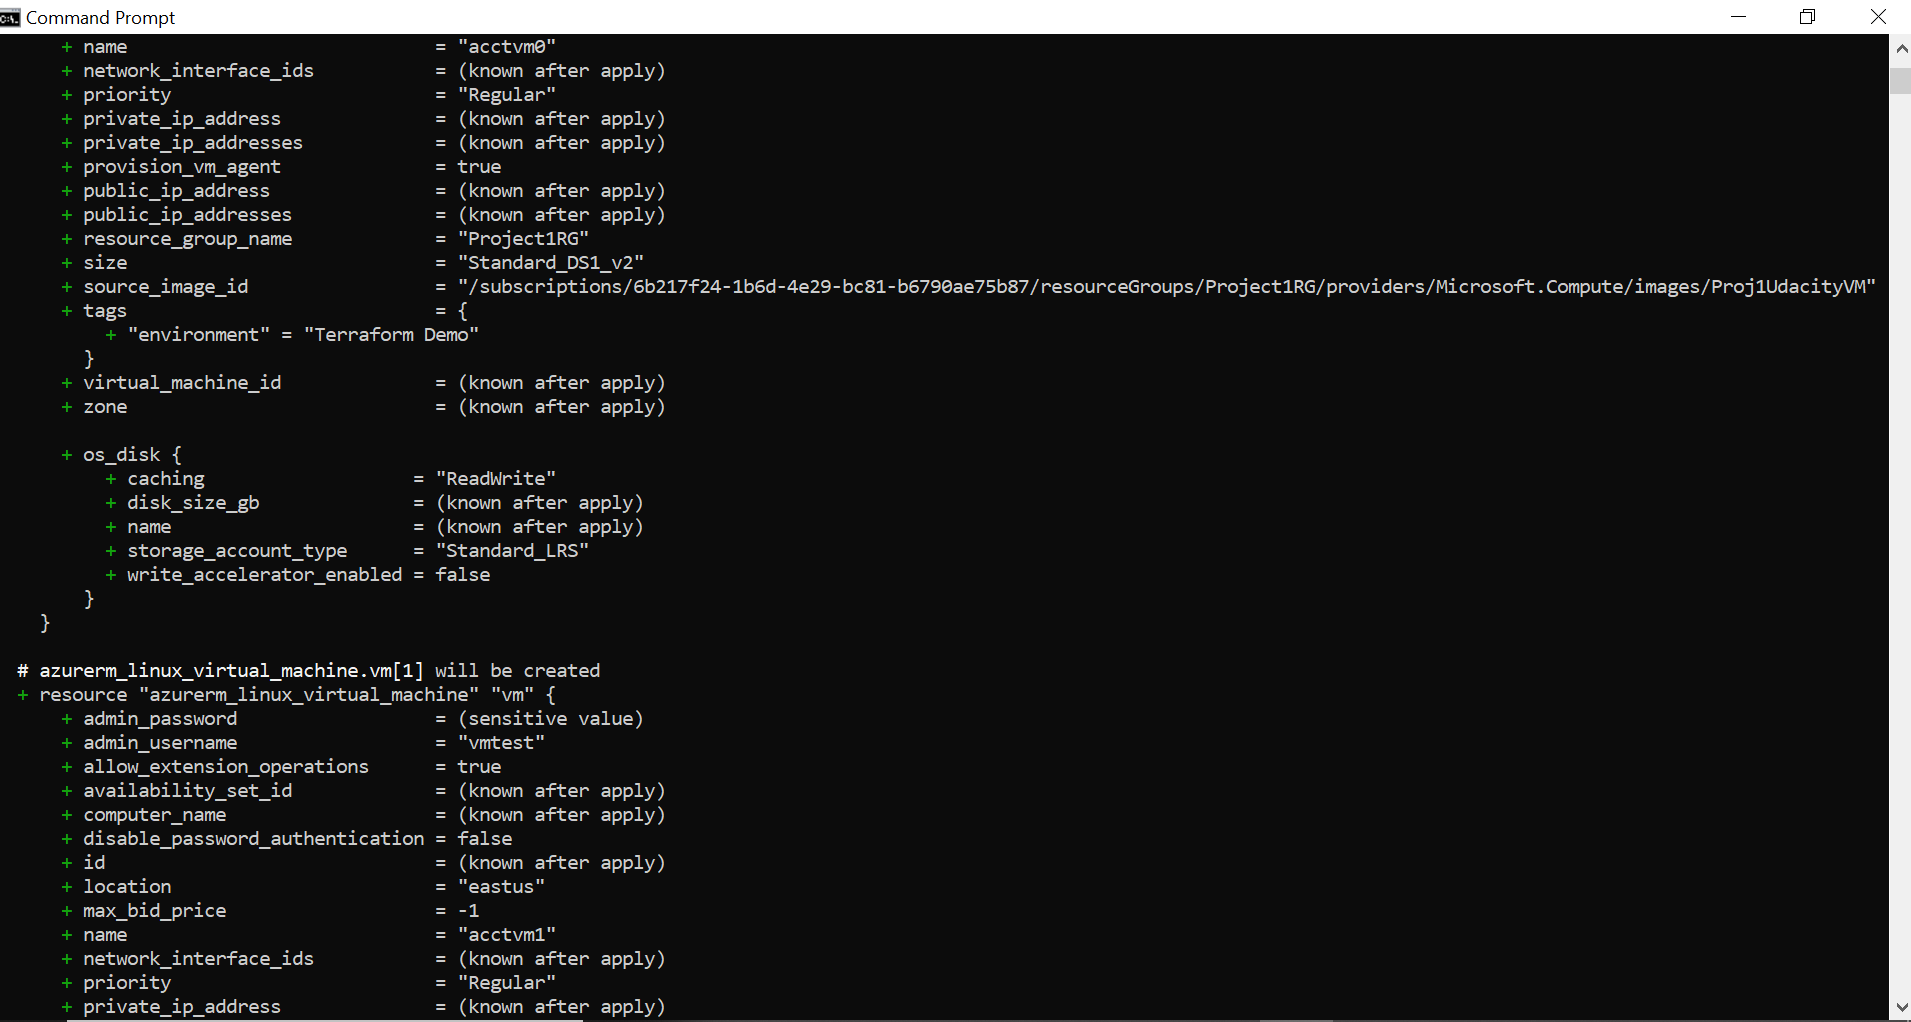 Command Prompt
+ name = "acctvm0"
+ network_interface_ids = (known after apply)
+ priority = "Regular"
+ private_ip_address = (known after apply)
+ private_ip_addresses = (known after apply)
+ provision_vm_agent = true
+ public_ip_address = (known after apply)
+ public_ip_addresses = (known after apply)
+ resource_group_name = "Project1RG"
+ size = "Standard_DS1_v2"
+ source_image_id = "/subscriptions/6b217f24-1b6d-4e29-bc81-b6790ae75b87/resourceGroups/Project1RG/providers/Microsoft.Compute/images/Proj1UdacityVM"
+ tags = {
+ "environment" = "Terraform Demo"
}
+ virtual_machine_id = (known after apply)
+ zone = (known after apply)
+ os_disk {
+ caching = "ReadWrite"
+ disk_size_gb = (known after apply)
+ name = (known after apply)
+ storage_account_type = "Standard_LRS"
+ write_accelerator_enabled = false
}
}
# azurerm_linux_virtual_machine.vm[1] will be created
+ resource "azurerm_linux_virtual_machine" "vm" {
+ admin_password = (sensitive value)
+ admin_username = "vmtest"
+ allow_extension_operations = true
+ availability_set_id = (known after apply)
+ computer_name = (known after apply)
+ disable_password_authentication = false
+ id = (known after apply)
+ location = "eastus"
+ max_bid_price = -1
+ name = "acctvm1"
+ network_interface_ids = (known after apply)
+ priority = "Regular"
+ private_ip_address = (known after apply)